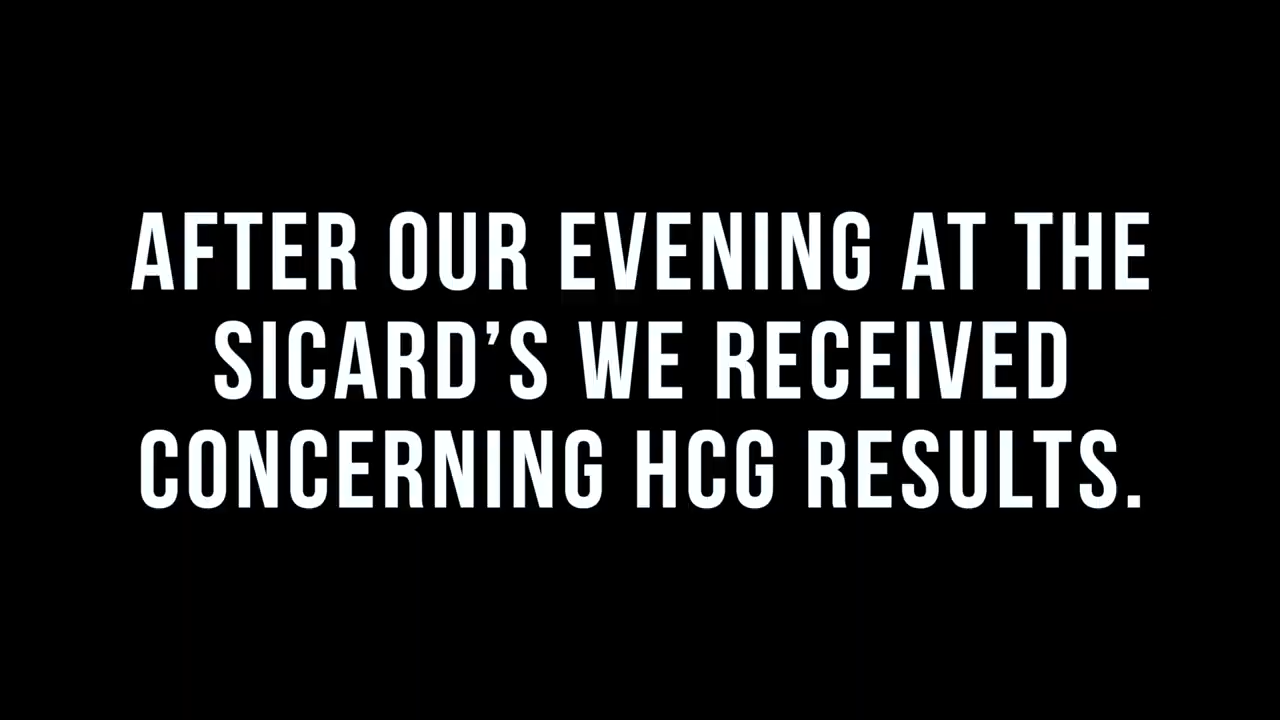 AFTER OUR EVENING AT THE
SICARD’S WE RECEIVED
CONCERNING HCG RESULTS.